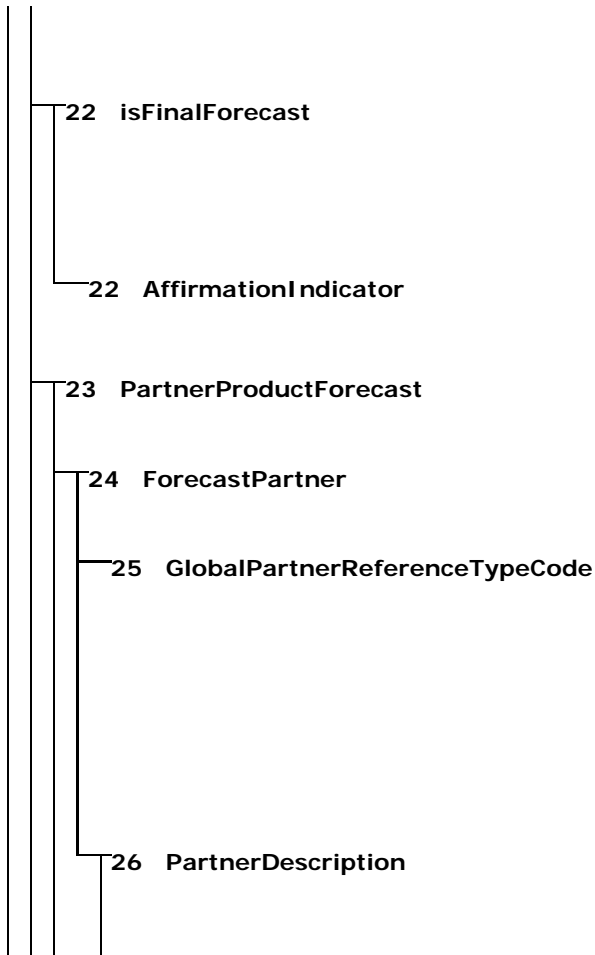 22 isFinalForecast
22 AffirmationIndicator
23 PartnerProductForecast
24 ForecastPartner
25 GlobalPartnerReferenceTypeCode
26 PartnerDescription